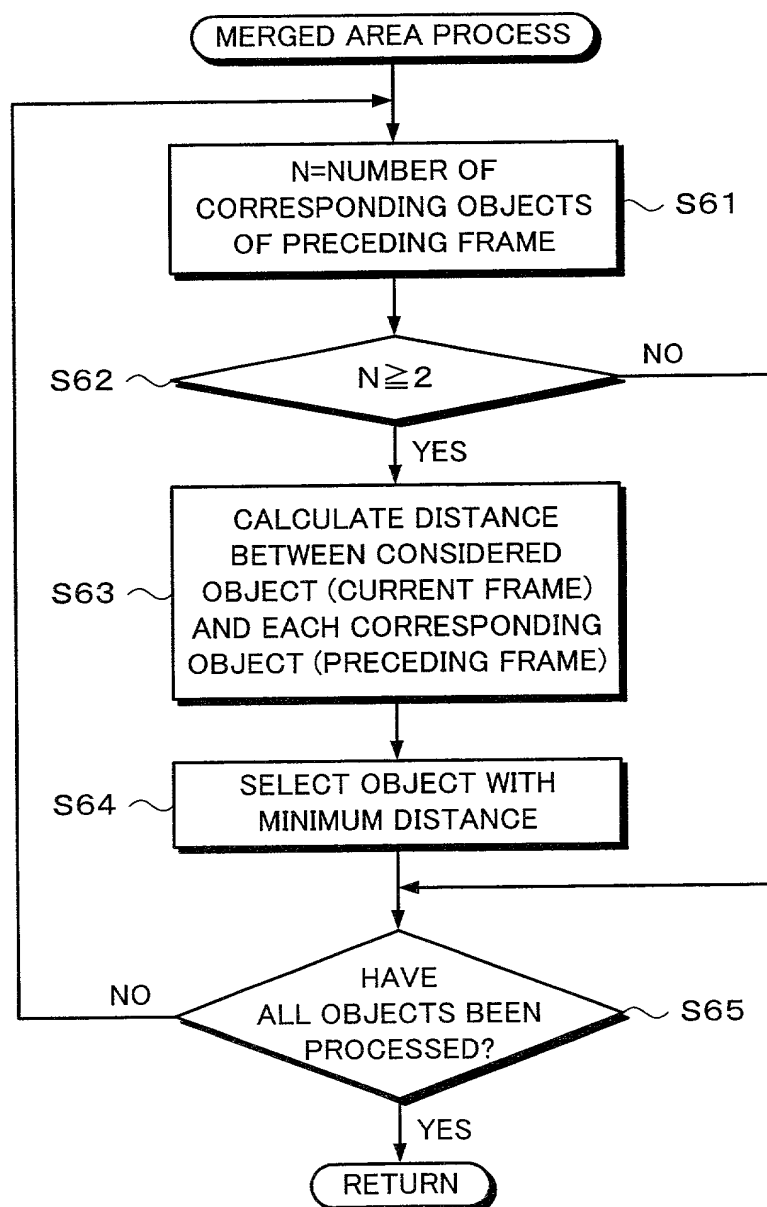 MERGED AREA PROCESS
N=NUMBER OF
CORRESPONDING OBJECTS
OF PRECEDING FRAME
S61
S62
N≧2
NO
YES
S63
CALCULATE DISTANCE
BETWEEN CONSIDERED
OBJECT (CURRENT FRAME)
AND EACH CORRESPONDING
OBJECT (PRECEDING FRAME)
S64
SELECT OBJECT WITH
MINIMUM DISTANCE
NO
HAVE
ALL OBJECTS BEEN
PROCESSED?
S65
YES
RETURN